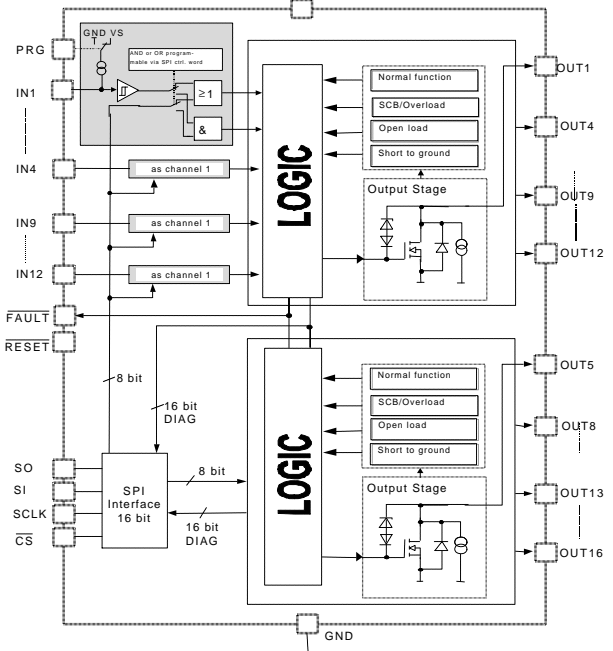 GND VS
T
PRG
AND or OR program-
mable via SPI ctrl. word
IN1
≥1
&
IN4
as channel 1
IN9
as channel 1
IN12
as channel 1
FAULT
RESET
8 bit
16 bit
DIAG
SO
SI
SCLK
CS
SPI
Interface
16 bit
8 bit
16 bit
DIAG
LOGIC
Normal function
SCB/Overload
Open load
Short to ground
Output Stage
OUT1
OUT4
OUT9
OUT12
LOGIC
Normal function
SCB/Overload
Open load
Short to ground
Output Stage
OUT5
OUT8
OUT13
OUT16
GND